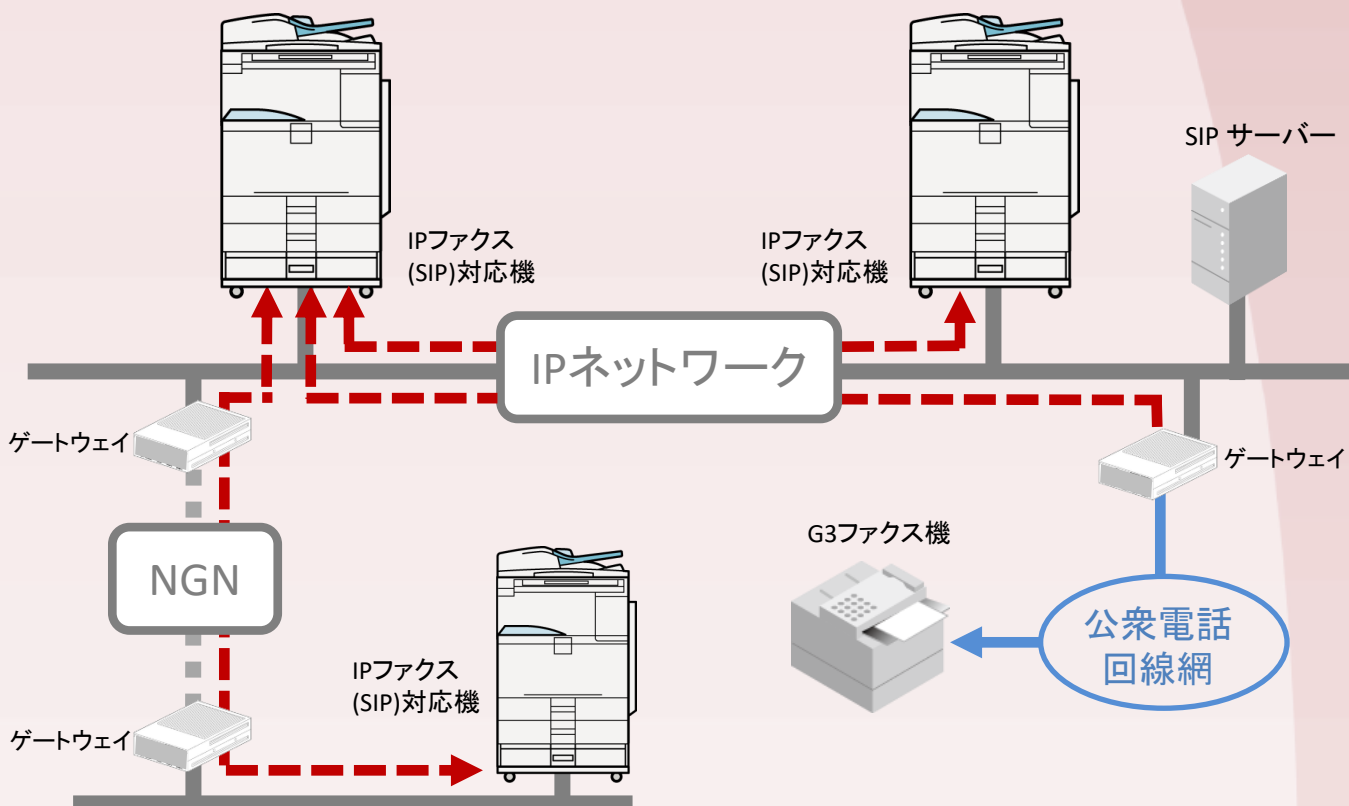 SIP サーバー
IPファクス
(SIP)対応機
IPファクス
(SIP)対応機
IPネットワーク
ゲートウェイ
ゲートウェイ
G3ファクス機
NGN
公衆電話
回線網
IPファクス
(SIP)対応機
ゲートウェイ